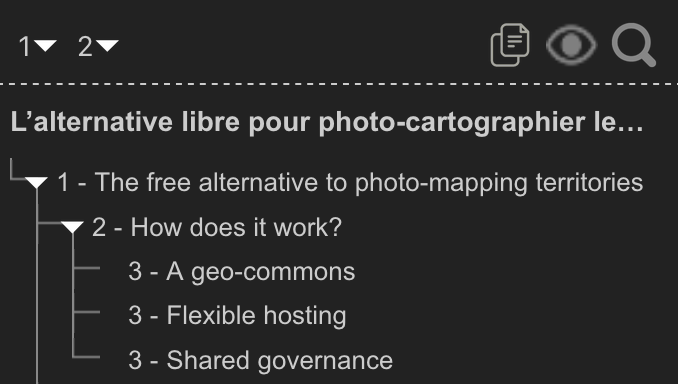 1 2
L’alternative libre pour photo-cartographier le…
1 - The free alternative to photo-mapping territories
2 - How does it work?
3 - A geo-commons
3 - Flexible hosting
3 - Shared governance